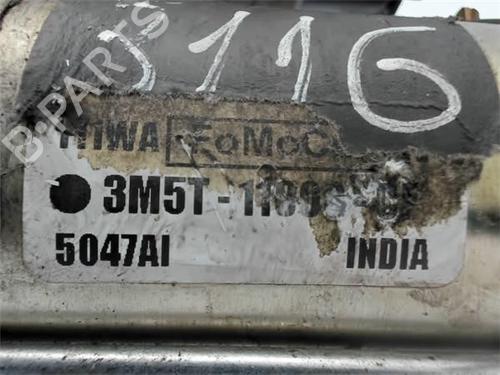 3116
FoMoCo
3M5T-
5047AI
INDIA
B-PARTS